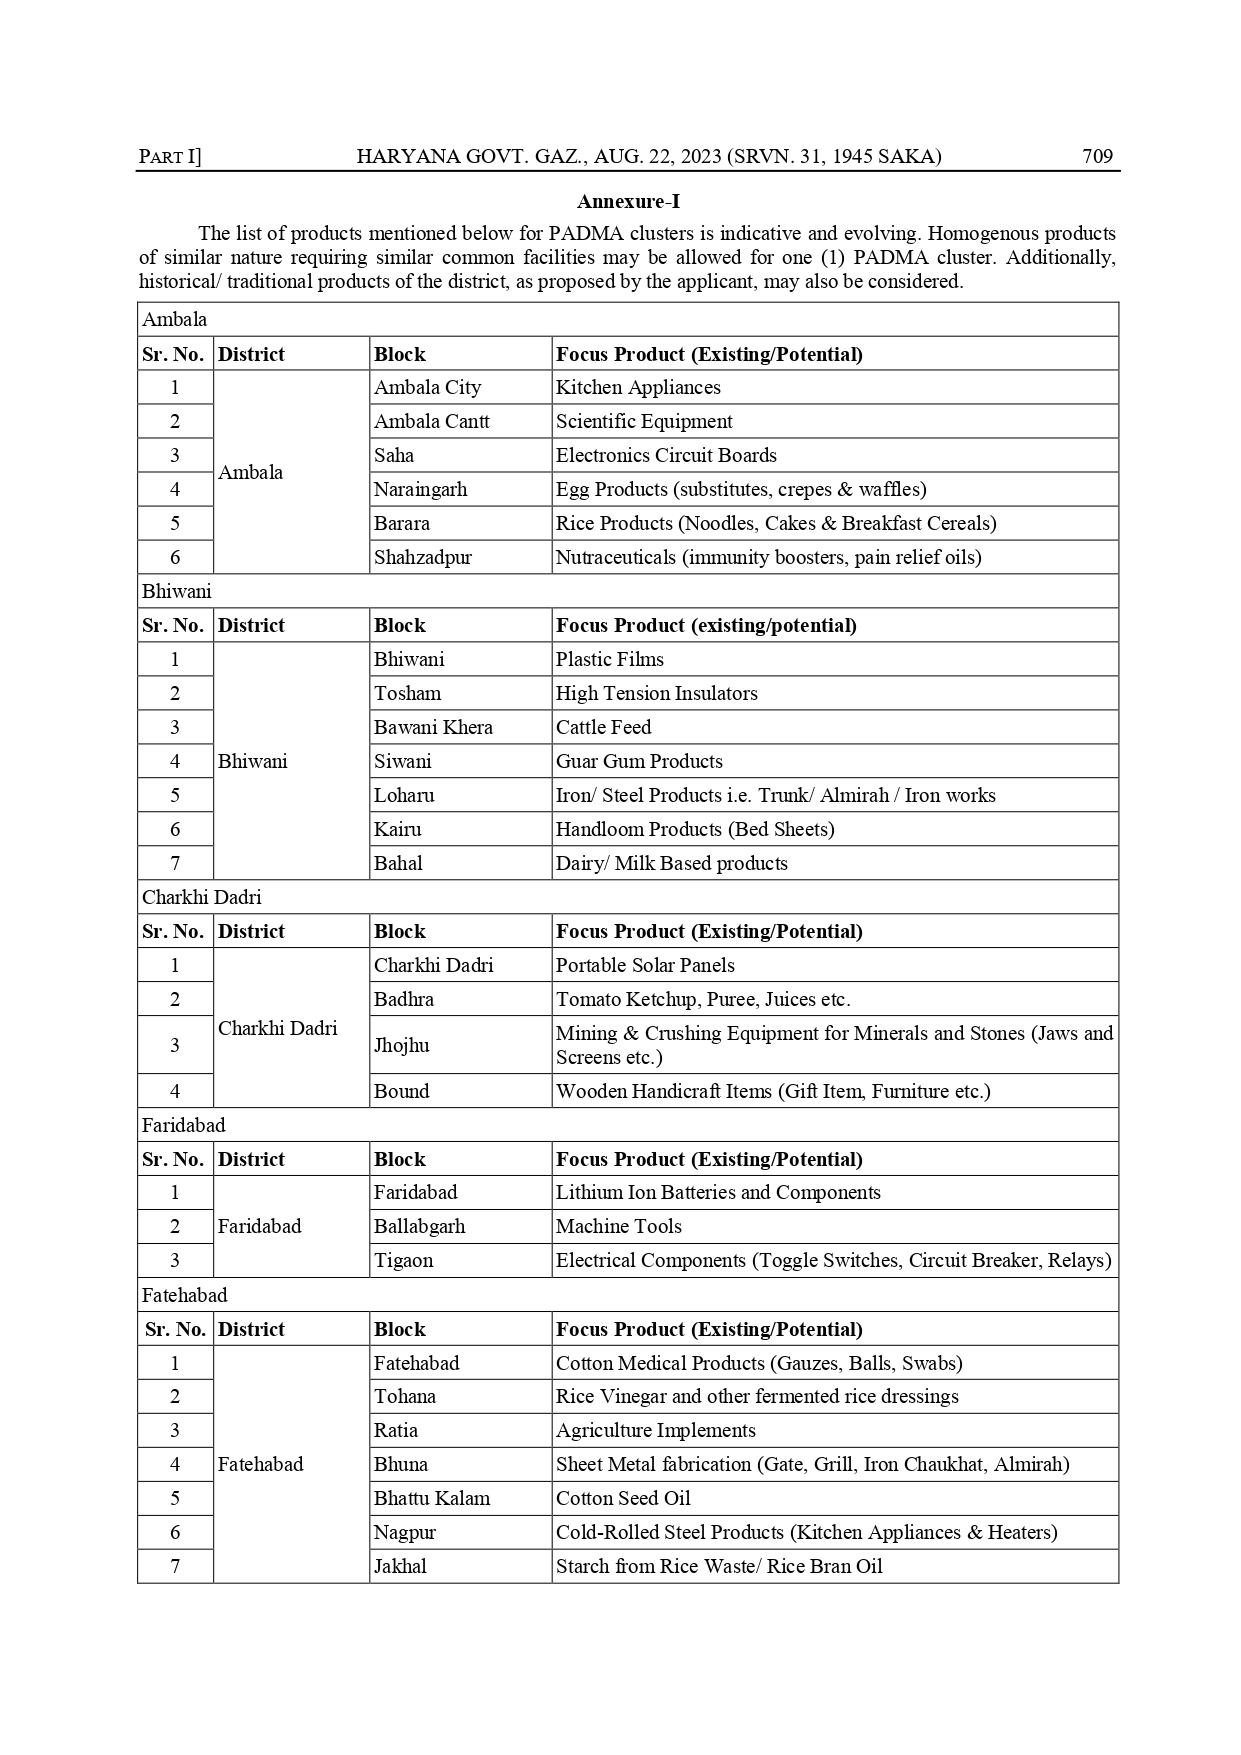 PART I] HARYANA GOVT. GAZ., AUG. 22, 2023 (SRVN. 31, 1945 SAKA) 709
Annexure-I
The list of products mentioned below for PADMA clusters is indicative and evolving. Homogenous products
of similar nature requiring similar common facilities may be allowed for one (1) PADMA cluster. Additionally,
historical/ traditional products of the district, as proposed by the applicant, may also be considered.
Ambala
Sr. No. District Block Focus Product (Existing/Potential)
1 Ambala City Kitchen Appliances
2 Ambala Cantt Scientific Equipment
3 Saha Electronics Circuit Boards
Ambala
4 Naraingarh Egg Products (substitutes, crepes & waffles)
5 Barara Rice Products (Noodles, Cakes & Breakfast Cereals)
6 Shahzadpur Nutraceuticals (immunity boosters, pain relief oils)
Bhiwani
Sr. No. District Block Focus Product (existing/potential)
1 Bhiwani Plastic Films
2 Tosham High Tension Insulators
3 Bawani Khera Cattle Feed
4 Bhiwani Siwani Guar Gum Products
5 Loharu Iron/ Steel Products i.e. Trunk/ Almirah / Iron works
6 Kairu Handloom Products (Bed Sheets)
7 Bahal Dairy/ Milk Based products
Charkhi Dadri
Sr. No. District Block Focus Product (Existing/Potential)
1 Charkhi Dadri Portable Solar Panels
2 Badhra Tomato Ketchup, Puree, Juices etc.
Charkhi Dadri
3 Jhojhu Mining & Crushing Equipment for Minerals and Stones (Jaws and
Screens etc.)
4 Bound Wooden Handicraft Items (Gift Item, Furniture etc.)
Faridabad
Sr. No. District Block Focus Product (Existing/Potential)
1 Faridabad Lithium Ion Batteries and Components
2 Faridabad Ballabgarh Machine Tools
3 Tigaon Electrical Components (Toggle Switches, Circuit Breaker, Relays)
Fatehabad
Sr. No. District Block Focus Product (Existing/Potential)
1 Fatehabad Cotton Medical Products (Gauzes, Balls, Swabs)
2 Tohana Rice Vinegar and other fermented rice dressings
3 Ratia Agriculture Implements
4 Fatehabad Bhuna Sheet Metal fabrication (Gate, Grill, Iron Chaukhat, Almirah)
5 Bhattu Kalam Cotton Seed Oil
6 Nagpur Cold-Rolled Steel Products (Kitchen Appliances & Heaters)
7 Jakhal Starch from Rice Waste/ Rice Bran Oil